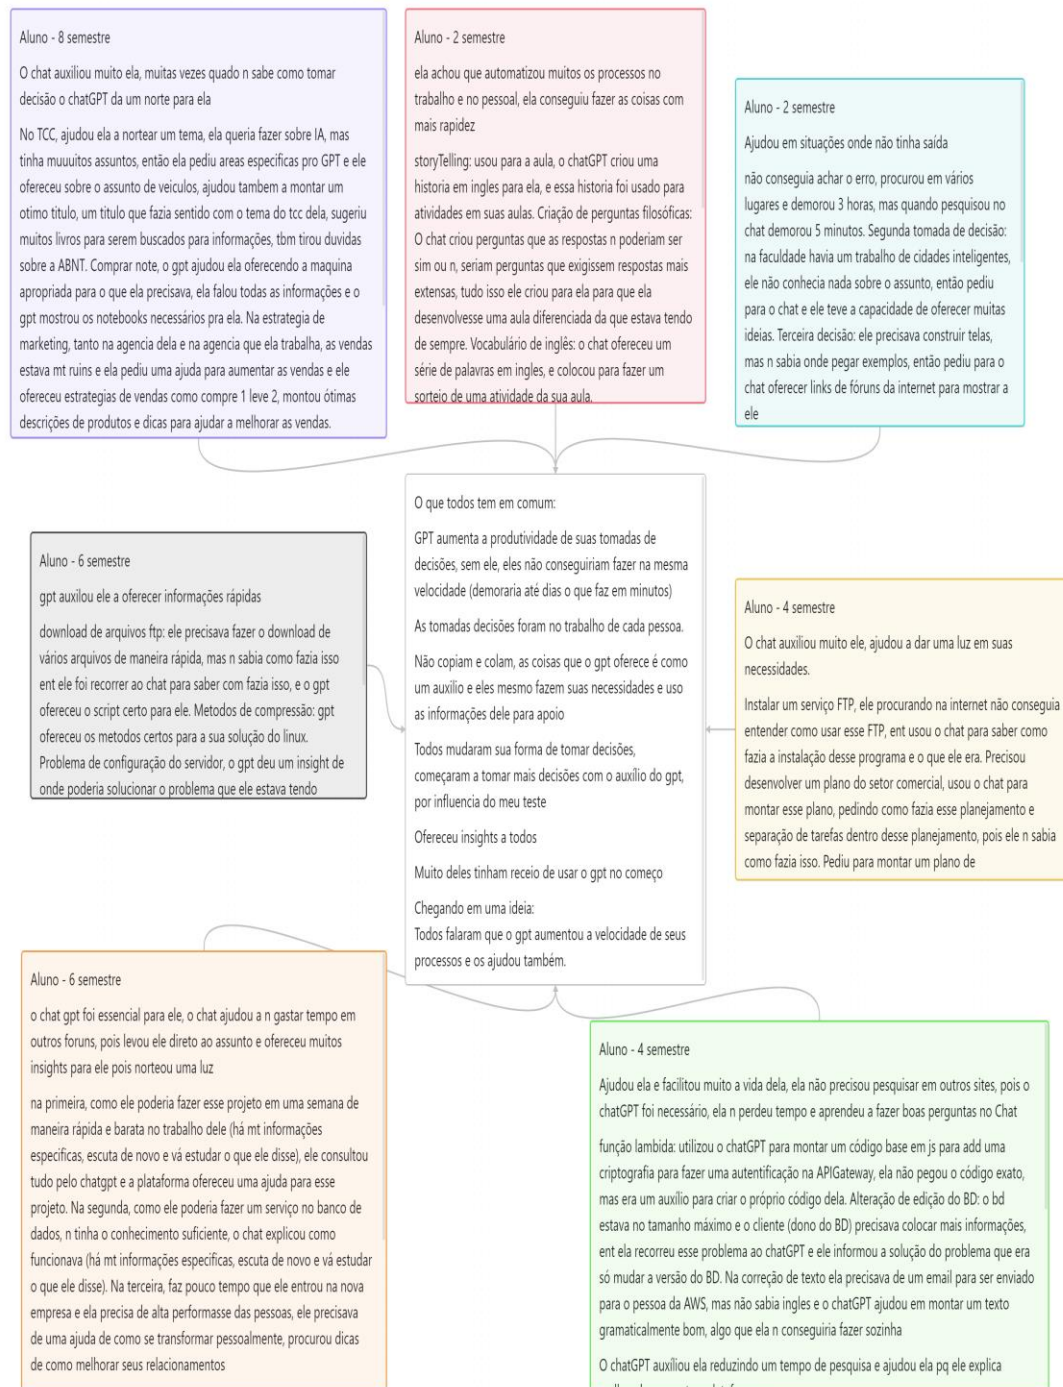 Aluno - 8 semestre
O chat auxiliou muito ela, muitas vezes quado n sabe como tomar
decisão o chatGPT da um norte para ela
No TCC, ajudou ela a nortear um tema, ela queria fazer sobre IA, mas
tinha muuuitos assuntos, então ela pediu areas especificas pro GPT e ele
ofereceu sobre o assunto de veiculos, ajudou tambem a montar um
otimo titulo, um titulo que fazia sentido com o tema do tcc dela, sugeriu
muitos livros para serem buscados para informações, tbm tirou duvidas
sobre a ABNT. Comprar note, o gpt ajudou ela oferecendo a maquina
apropriada para o que ela precisava, ela falou todas as informações e o
gpt mostrou os notebooks necessários pra ela. Na estrategia de
marketing, tanto na agencia dela e na agencia que ela trabalha, as vendas
estava mt ruins e ela pediu uma ajuda para aumentar as vendas e ele
ofereceu estrategias de vendas como compre 1 leve 2, montou ótimas
descrições de produtos e dicas para ajudar a melhorar as vendas.
Aluno - 2 semestre
ela achou que automatizou muitos os processos no
trabalho e no pessoal, ela conseguiu fazer as coisas com
mais rapidez
storyTelling: usou para a aula, o chatGPT criou uma
historia em ingles para ela, e essa historia foi usado para
atividades em suas aulas. Criação de perguntas filosóficas:
O chat criou perguntas que as respostas n poderiam ser
sim ou n, seriam perguntas que exigissem respostas mais
extensas, tudo isso ele criou para ela para que ela
desenvolvesse uma aula diferenciada da que estava tendo
de sempre. Vocabulário de inglês: o chat ofereceu um
série de palavras em ingles, e colocou para fazer um
sorteio de uma atividade da sua aula.
Aluno - 2 semestre
Ajudou em situações onde não tinha saída
não conseguia achar o erro, procurou em vários
lugares e demorou 3 horas, mas quando pesquisou no
chat demorou 5 minutos. Segunda tomada de decisão:
na faculdade havia um trabalho de cidades inteligentes,
ele não conhecia nada sobre o assunto, então pediu
para o chat e ele teve a capacidade de oferecer muitas
ideias. Terceira decisão: ele precisava construir telas,
mas n sabia onde pegar exemplos, então pediu para o
chat oferecer links de fóruns da internet para mostrar a
ele
O que todos tem em comum:
GPT aumenta a produtividade de suas tomadas de
decisões, sem ele, eles não conseguiriam fazer na mesma
velocidade (demoraria até dias o que faz em minutos)
As tomadas decisões foram no trabalho de cada pessoa.
Não copiam e colam, as coisas que o gpt oferece é como
um auxilio e eles mesmo fazem suas necessidades e uso
as informações dele para apoio
Todos mudaram sua forma de tomar decisões,
começaram a tomar mais decisões com o auxílio do gpt,
por influencia do meu teste
Ofereceu insights a todos
Muito deles tinham receio de usar o gpt no começo
Chegando em uma ideia:
Todos falaram que o gpt aumentou a velocidade de seus
processos e os ajudou também.
Aluno - 6 semestre
gpt auxilou ele a oferecer informações rápidas
download de arquivos ftp: ele precisava fazer o download de
vários arquivos de maneira rápida, mas n sabia como fazia isso
ent ele foi recorrer ao chat para saber com fazia isso, e o gpt
ofereceu o script certo para ele. Metodos de compressão: gpt
ofereceu os metodos certos para a sua solução do linux.
Problema de configuração do servidor, o gpt deu um insight de
onde poderia solucionar o problema que ele estava tendo
Aluno - 4 semestre
O chat auxiliou muito ele, ajudou a dar uma luz em suas
necessidades.
Instalar um serviço FTP, ele procurando na internet não conseguia
entender como usar esse FTP, ent usou o chat para saber como
fazia a instalação desse programa e o que ele era. Precisou
desenvolver um plano do setor comercial, usou o chat para
montar esse plano, pedindo como fazia esse planejamento e
separação de tarefas dentro desse planejamento, pois ele n sabia
como fazia isso. Pediu para montar um plano de
Aluno - 6 semestre
o chat gpt foi essencial para ele, o chat ajudou a n gastar tempo em
outros foruns, pois levou ele direto ao assunto e ofereceu muitos
insights para ele pois norteou uma luz
na primeira, como ele poderia fazer esse projeto em uma semana de
maneira rápida e barata no trabalho dele (há mt informações
especificas, escuta de novo e vá estudar o que ele disse), ele consultou
tudo pelo chatgpt e a plataforma ofereceu uma ajuda para esse
projeto. Na segunda, como ele poderia fazer um serviço no banco de
dados, n tinha o conhecimento suficiente, o chat explicou como
funcionava (há mt informações especificas, escuta de novo e vá estudar
o que ele disse). Na terceira, faz pouco tempo que ele entrou na nova
empresa e ela precisa de alta performasse das pessoas, ele precisava
de uma ajuda de como se transformar pessoalmente, procurou dicas
de como melhorar seus relacionamentos
Aluno - 4 semestre
Ajudou ela e facilitou muito a vida dela, ela não precisou pesquisar em outros sites, pois o
chatGPT foi necessário, ela n perdeu tempo e aprendeu a fazer boas perguntas no Chat
função lambida: utilizou o chatGPT para montar um código base em js para add uma
criptografia para fazer uma autentificação na APIGateway, ela não pegou o código exato,
mas era um auxílio para criar o próprio código dela. Alteração de edição do BD: o bd
estava no tamanho máximo e o cliente (dono do BD) precisava colocar mais informações,
ent ela recorreu esse problema ao chatGPT e ele informou a solução do problema que era
só mudar a versão do BD. Na correção de texto ela precisava de um email para ser enviado
para o pessoa da AWS, mas não sabia ingles e o chatGPT ajudou em montar um texto
gramaticalmente bom, algo que ela n conseguiria fazer sozinha
O chatGPT auxíliou ela reduzindo um tempo de pesquisa e ajudou ela pq ele explica